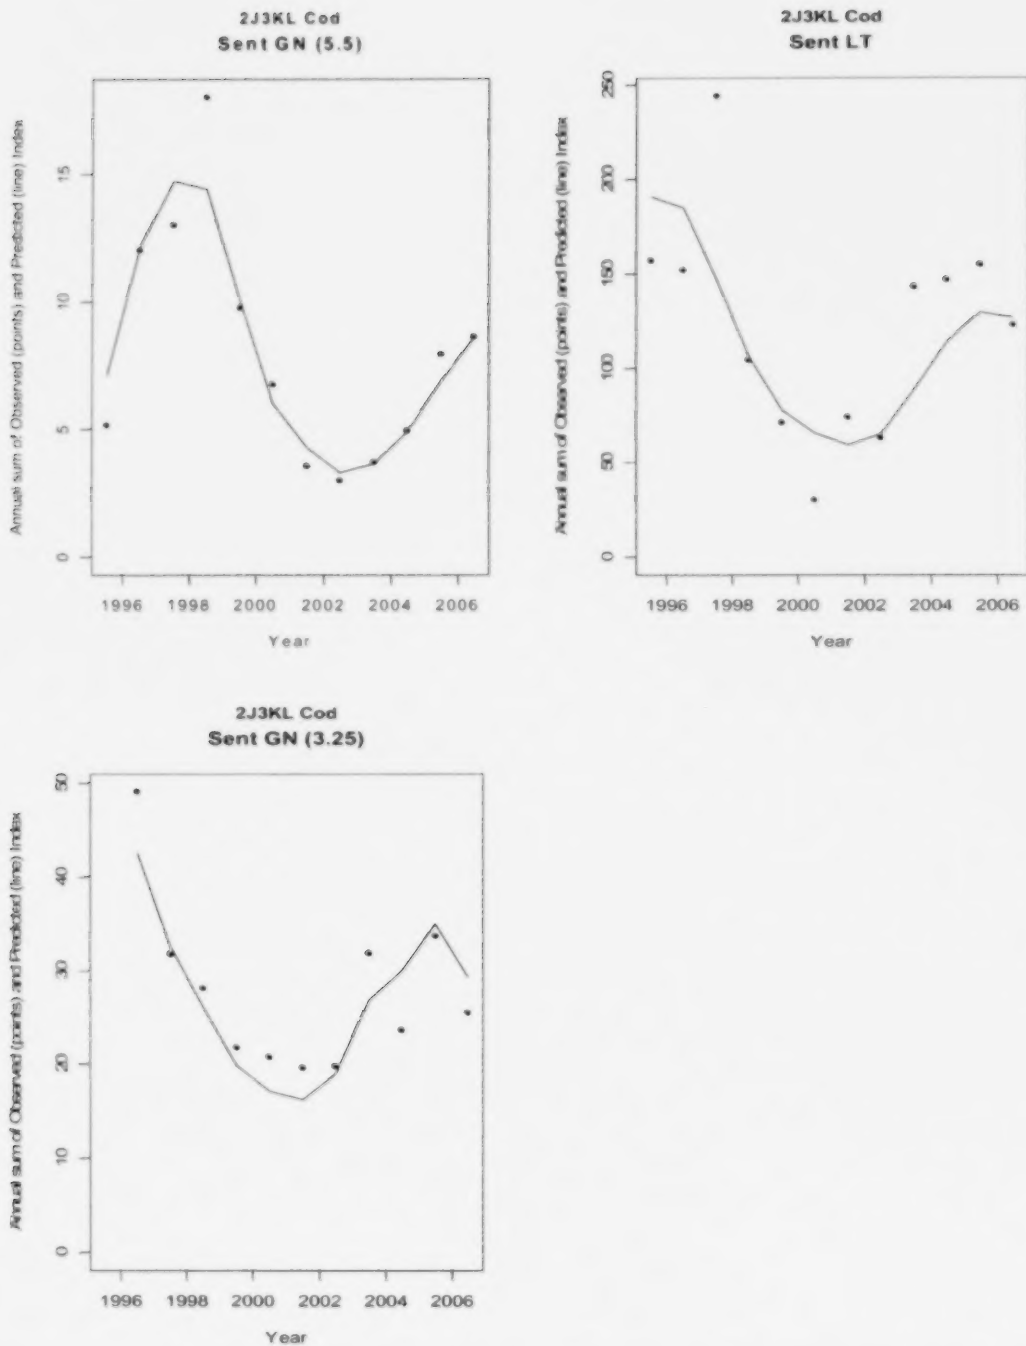 2J3KL Cod
Sent GN (5.5)
Annual sum of Observed (points) and Predicted (line) Index
15
10
5
0
1996 1998 2000 2002 2004 2006
Year
2J3KL Cod
Sent LT
Annual sum of Observed (points) and Predicted (line) Index
250
200
150
100
50
0
1996 1998 2000 2002 2004 2006
Year
2J3KL Cod
Sent GN (3.25)
Annual sum of Observed (points) and Predicted (line) Index
50
40
30
20
10
0
1996 1998 2000 2002 2004 2006
Year